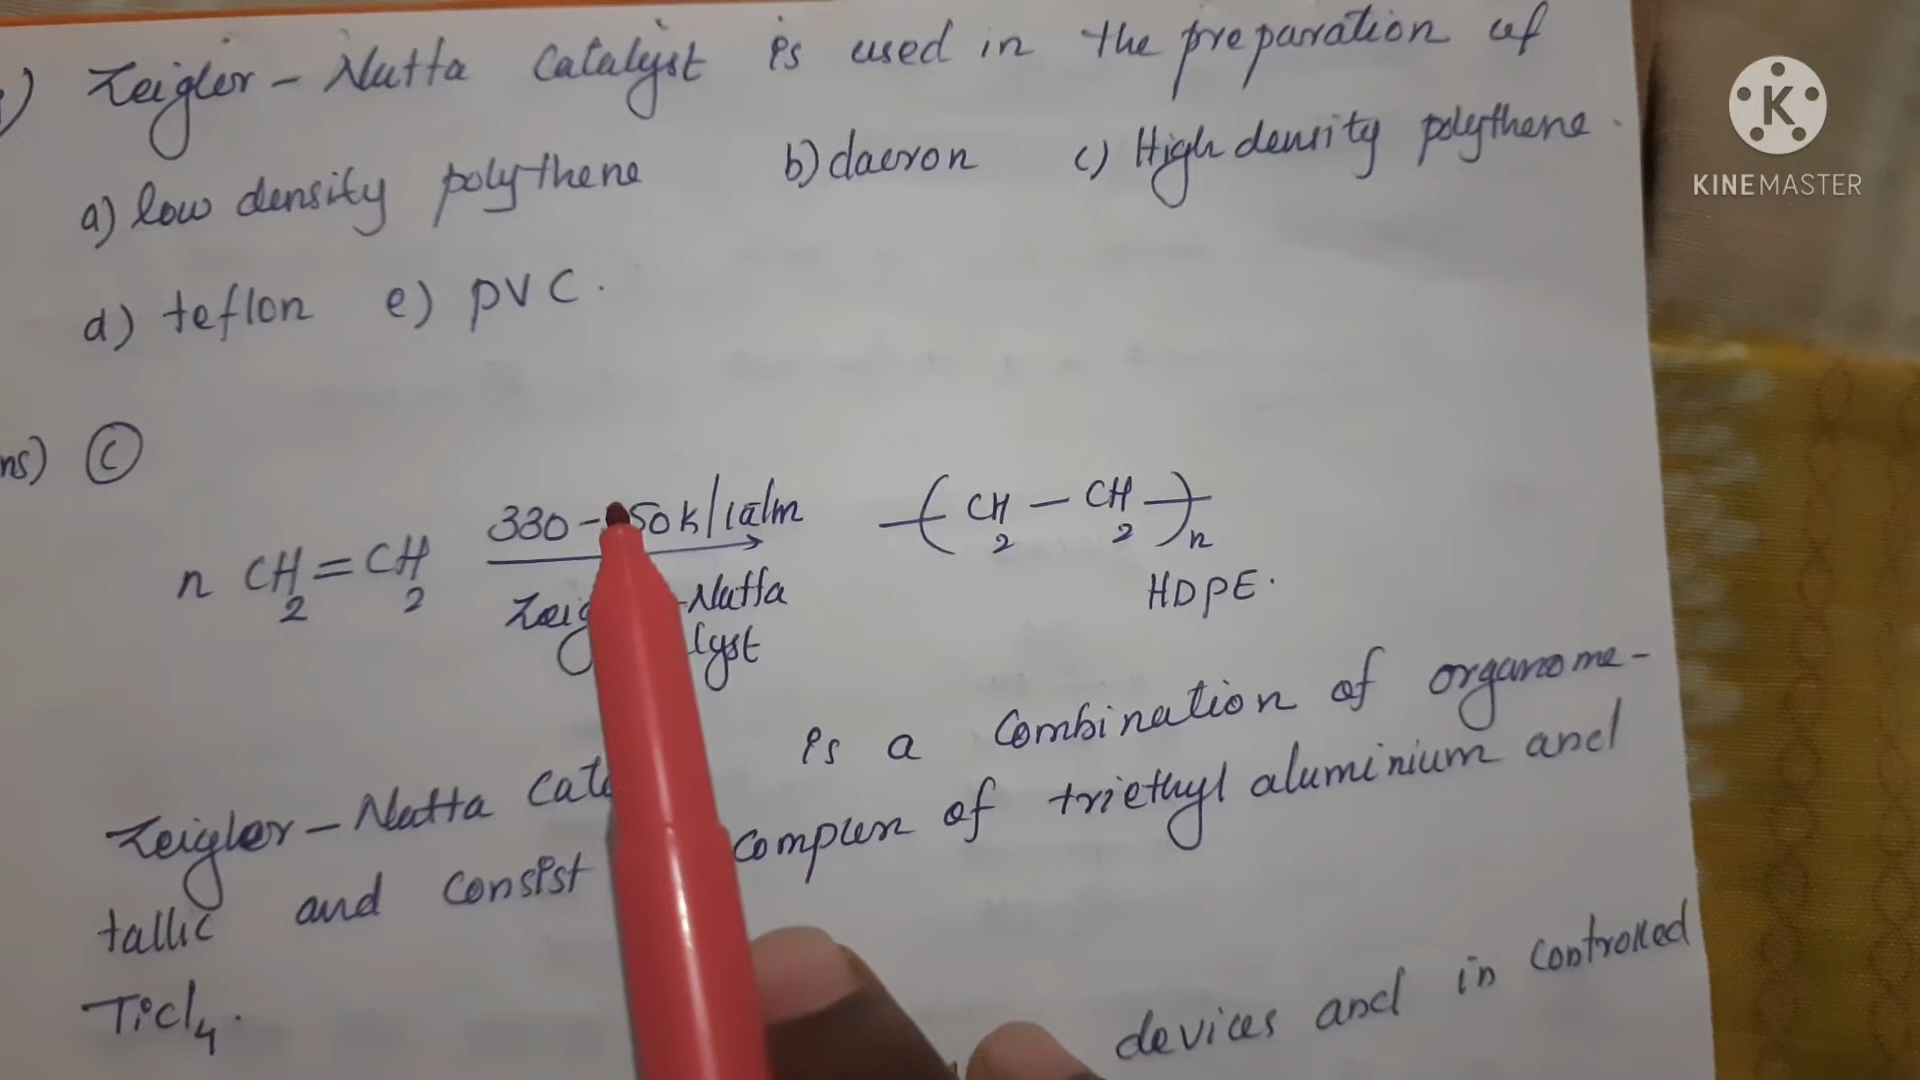 Zeigler - Natta Catalyst is used in the preparation of
a) low density polythene b) dacron c) High density polythene.
d) teflon e) PVC.
ns) C
n CH2=CH2 330- 50k/1atm -(CH2-CH2)-n
Natta
lyst
HDPE.
Zeigler - Natta is a Combination of organome-
tallic and consist complex of triethyl aluminium and
TiCl4.
devices and in controlled
KINEMASTER